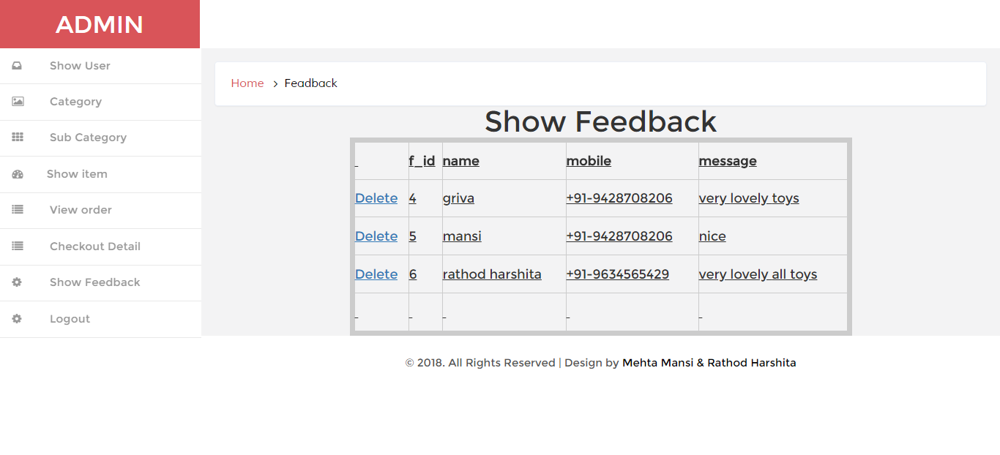 ADMIN
Show User
Category
Sub Category
Show item
View order
Checkout Detail
Show Feedback
Logout
Home > Feadback
Show Feedback
f_id name mobile message
Delete 4 griva +91-9428708206 very lovely toys
Delete 5 mansi +91-9428708206 nice
Delete 6 rathod harshita +91-9634565429 very lovely all toys
© 2018. All Rights Reserved | Design by Mehta Mansi & Rathod Harshita